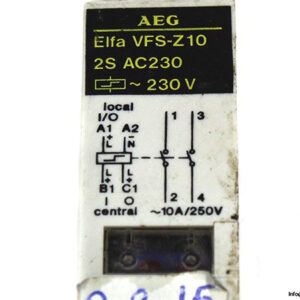 AEG
Elfa VFS-Z10
2S AC230
~ 230 V
local
I/O
A1 A2 1 3
L N
L L
B1 C1 2 4
I O
central ~10A/250V